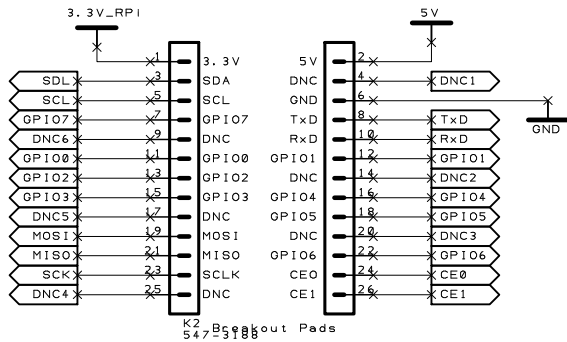 3.3V_RPI 5V
1 3.3V 5V 2
SDL 3 SDA DNC 4 DNC1
SCL 5 SCL GND 6
GPIO7 7 GPIO7 TxD 8 TxD
GND
DNC6 9 DNC RxD 10 RxD
GPIO0 11 GPIO0 GPIO1 12 GPIO1
GPIO2 13 GPIO2 DNC 14 DNC2
GPIO3 15 GPIO3 GPIO4 16 GPIO4
DNC5 17 DNC GPIO5 18 GPIO5
MOSI 19 MOSI DNC 20 DNC3
MISO 21 MISO GPIO6 22 GPIO6
SCK 23 SCLK CE0 24 CE0
DNC4 25 DNC CE1 26 CE1
K2 Breakout Pads
547-3188